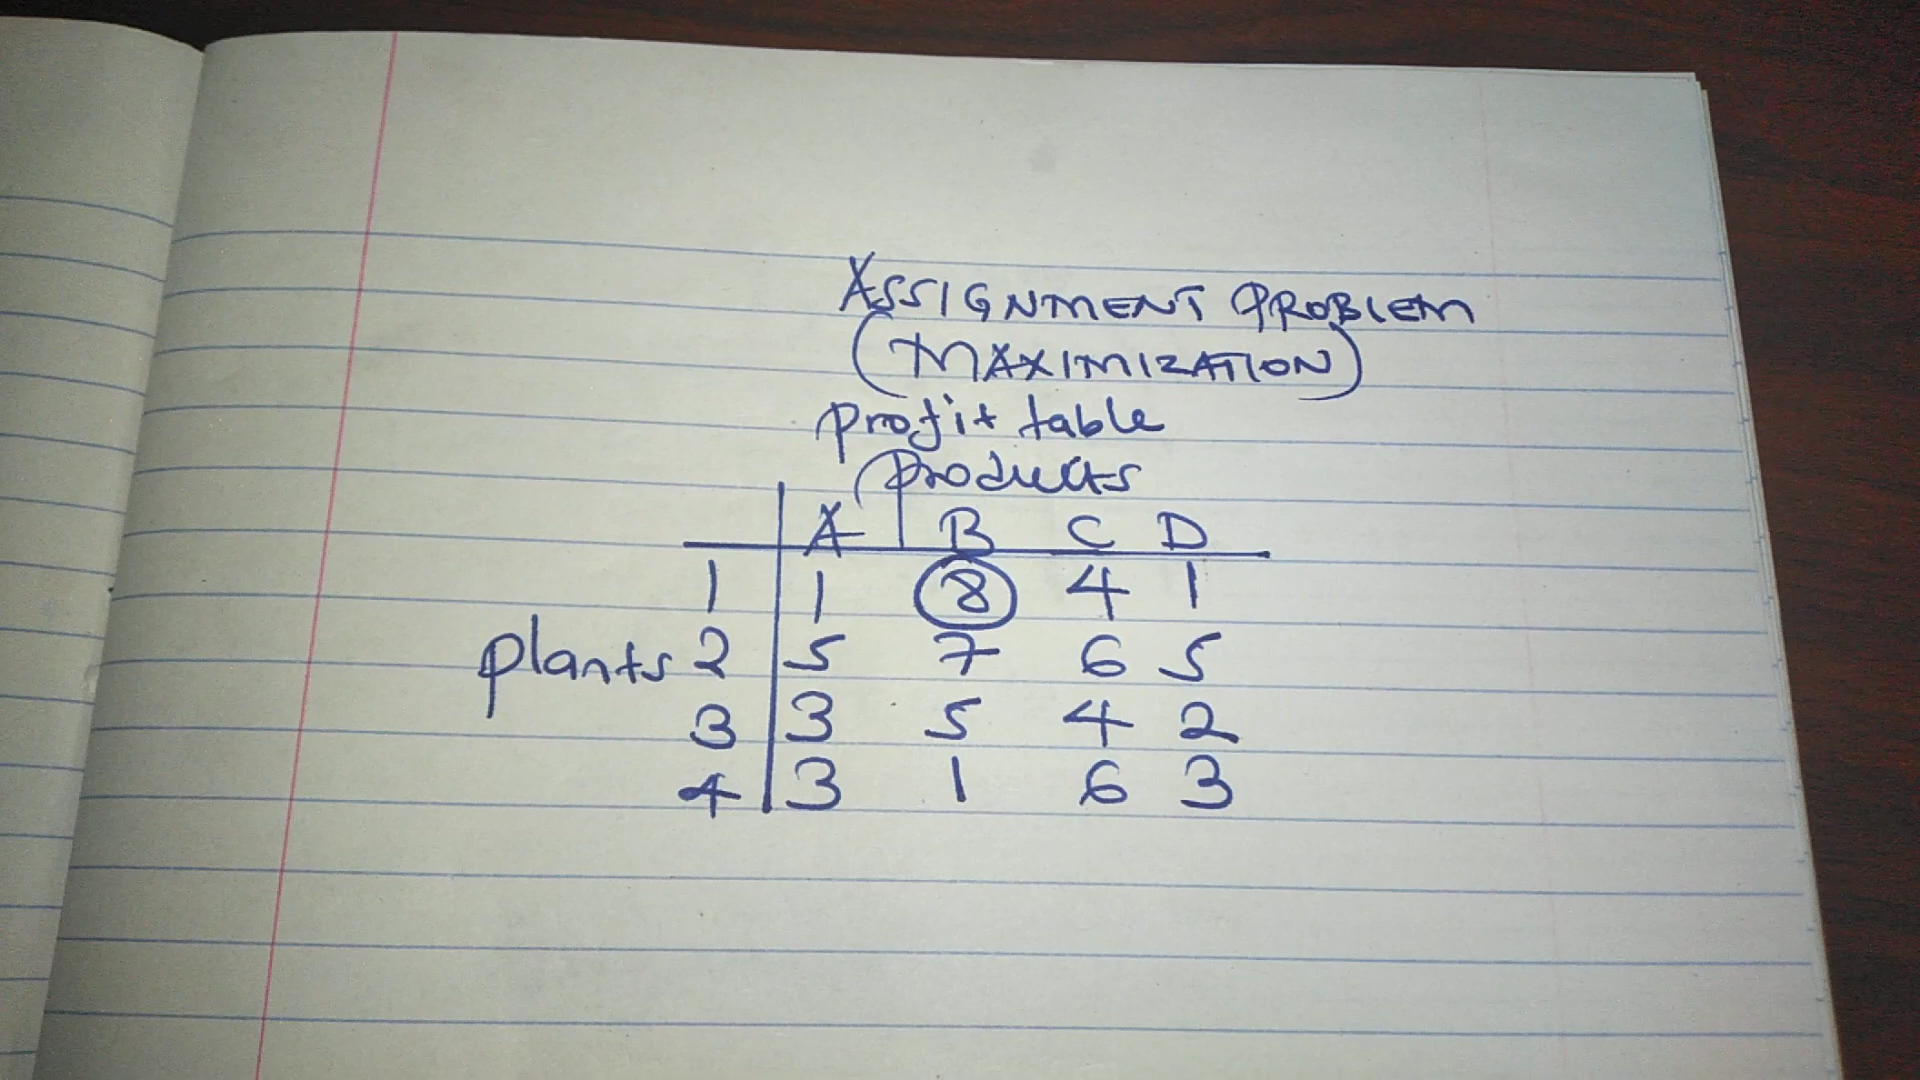 ASSIGNMENT PROBLEM
(MAXIMIZATION)
profit table
Products
A B C D
1 1 8 4 1
plants 2 5 7 6 5
3 3 5 4 2
4 3 1 6 3